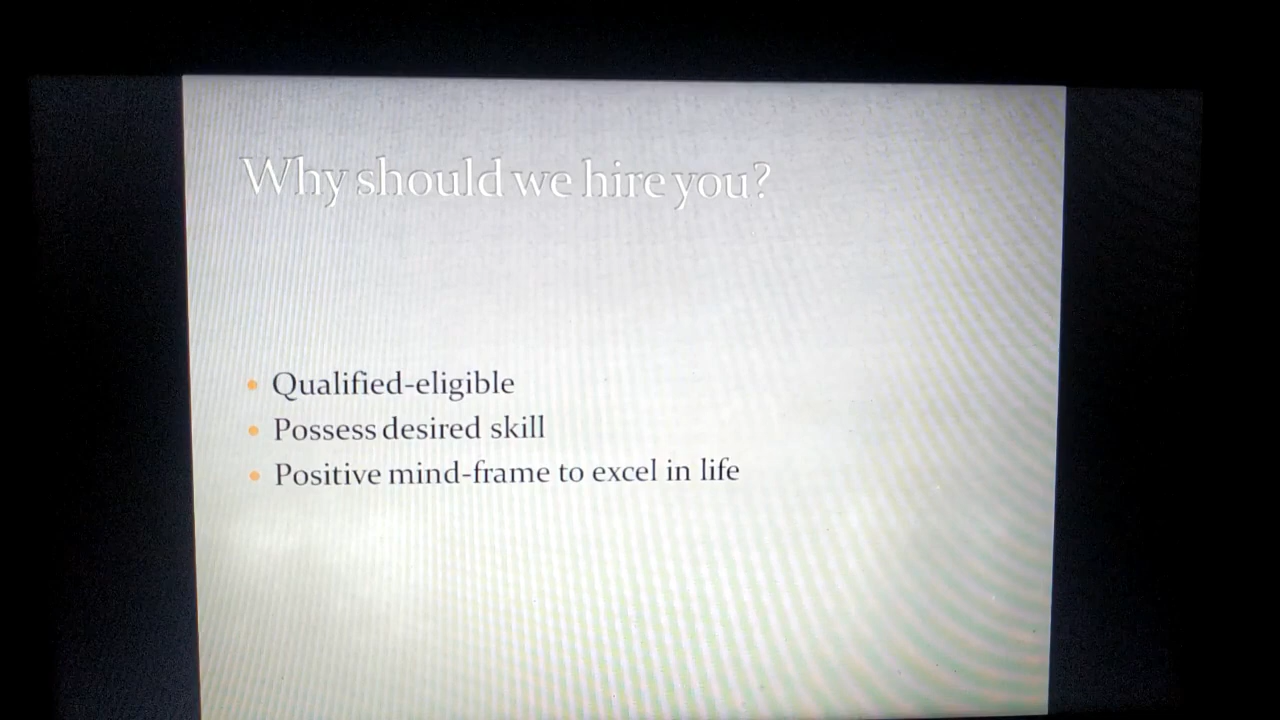 Why should we hire you?
Qualified-eligible
Possess desired skill
Positive mind-frame to excel in life